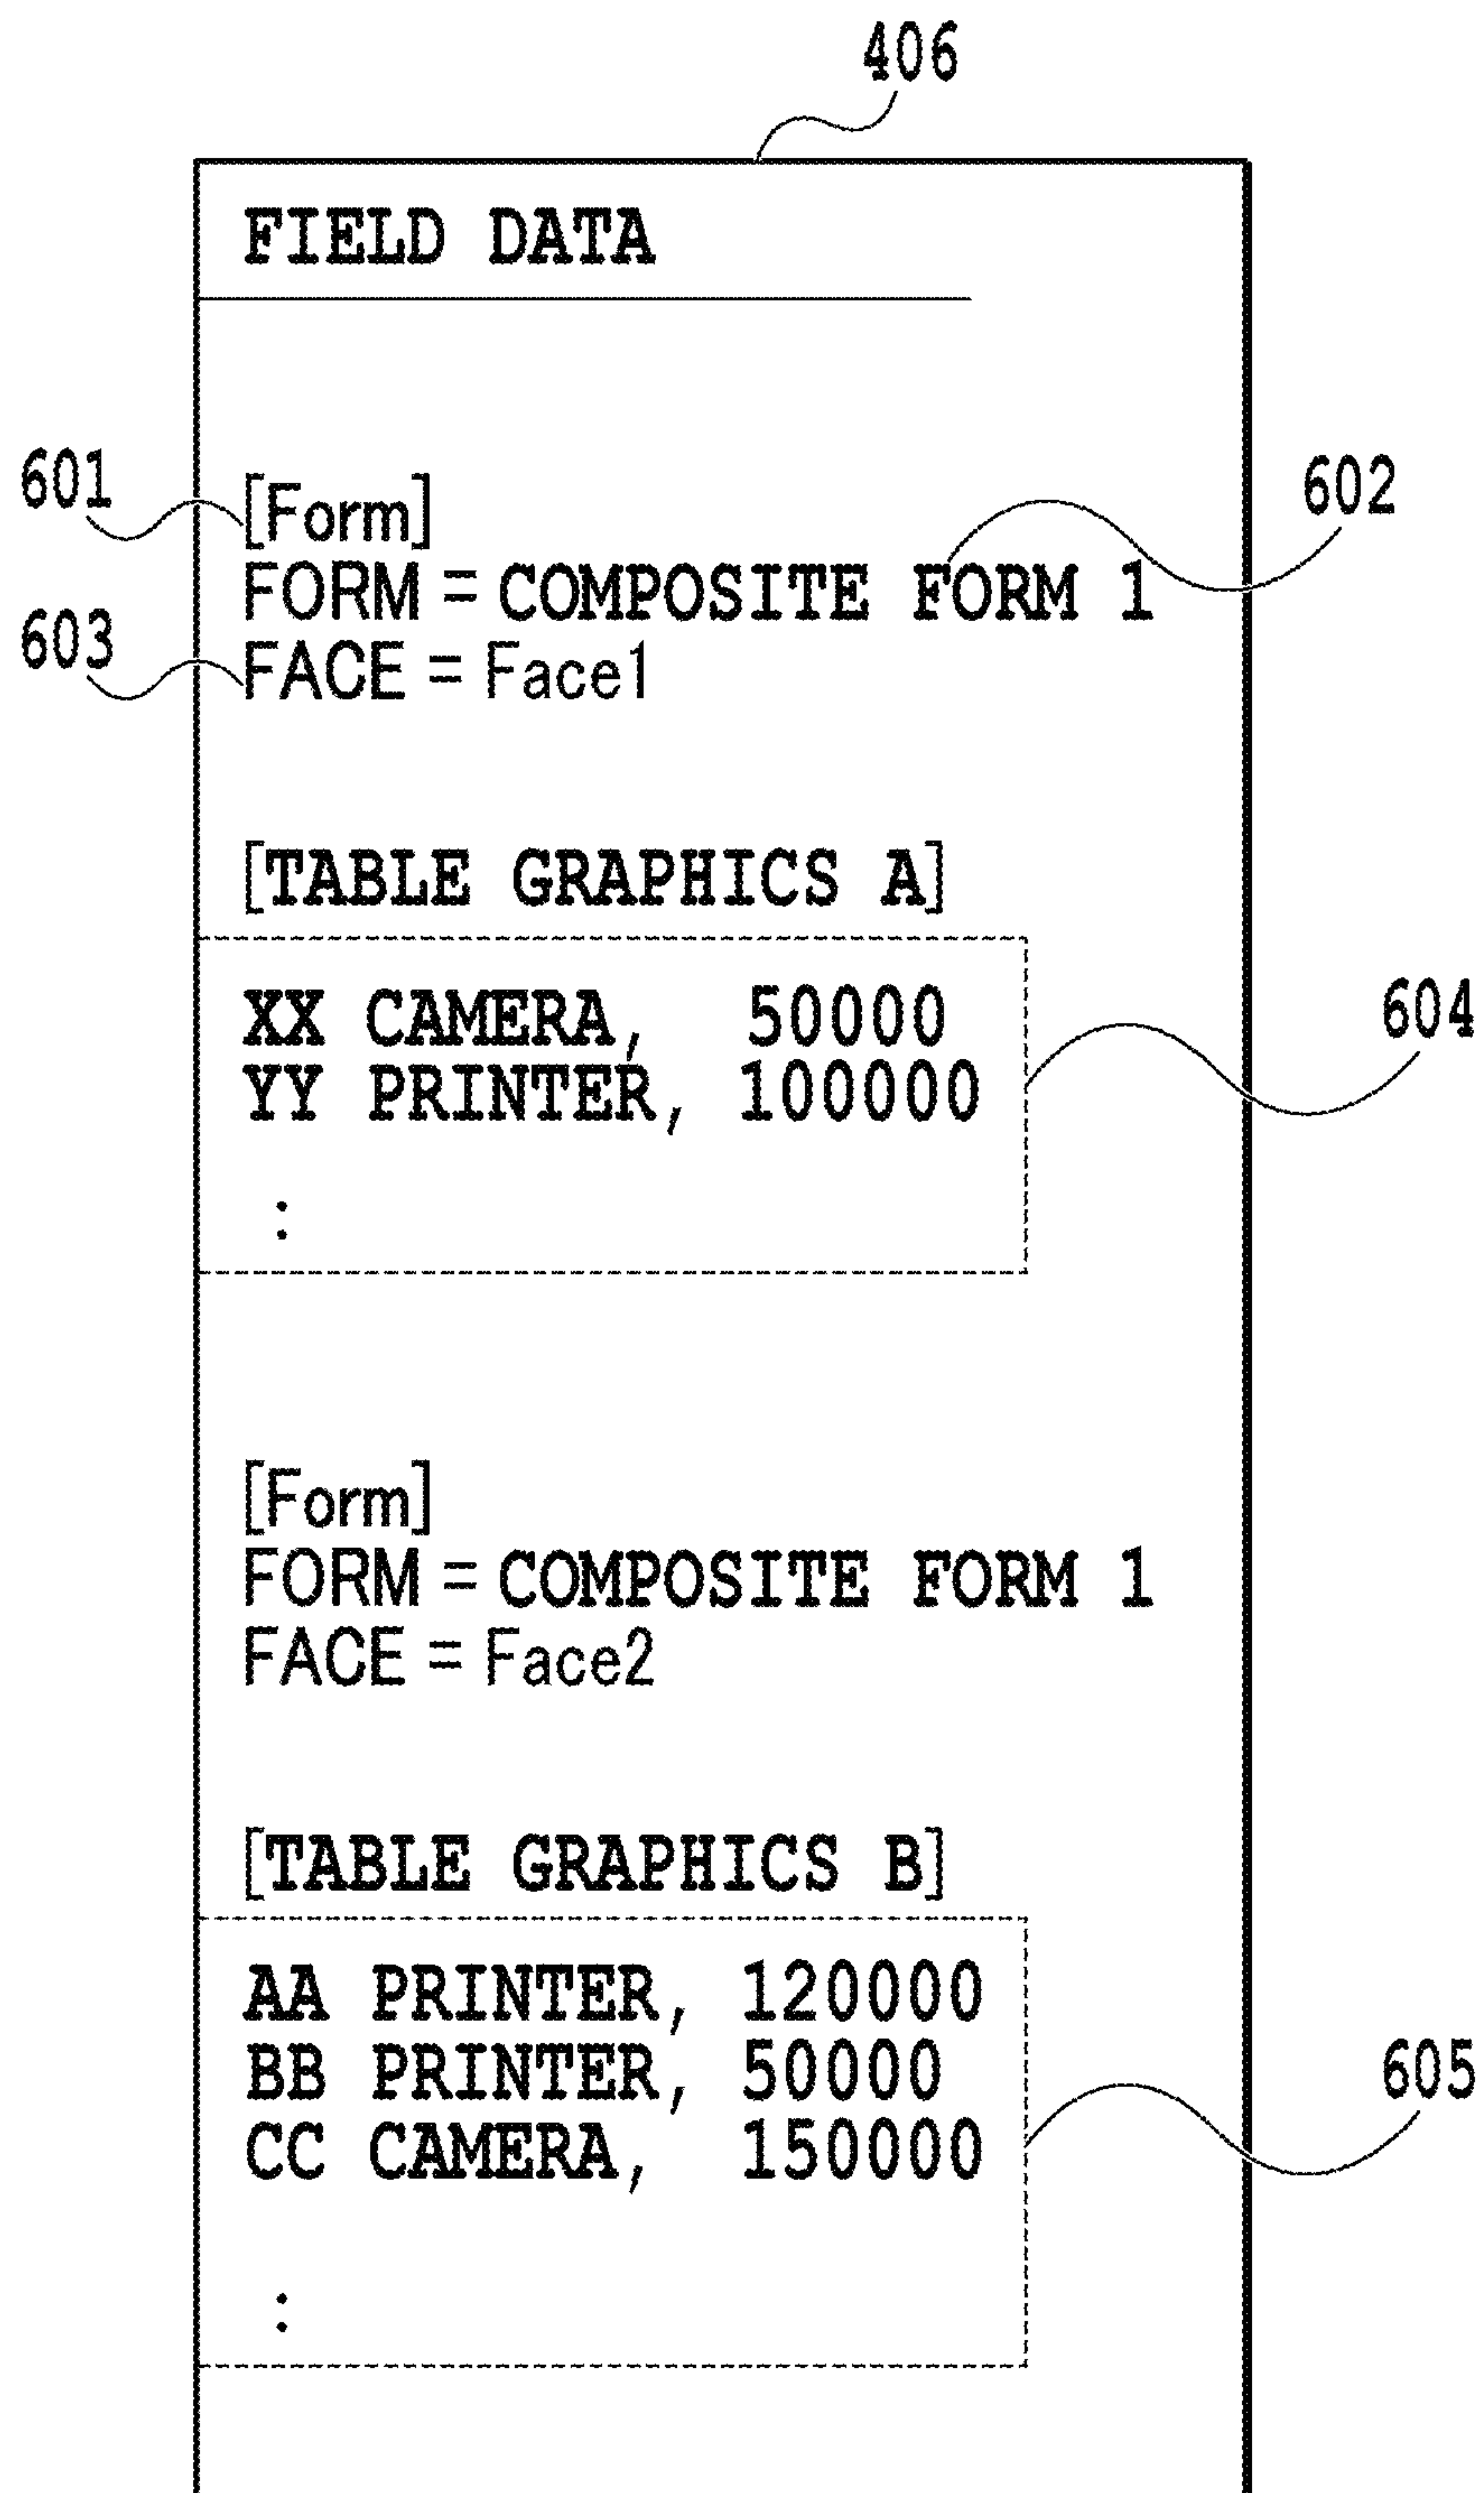 406
FIELD DATA
601
[Form]
602
FORM = COMPOSITE FORM 1
603
FACE = Face1
[TABLE GRAPHICS A]
XX CAMERA, 50000
604
YY PRINTER, 100000
:
[Form]
FORM = COMPOSITE FORM 1
FACE = Face2
[TABLE GRAPHICS B]
AA PRINTER, 120000
BB PRINTER, 50000
605
CC CAMERA, 150000
: